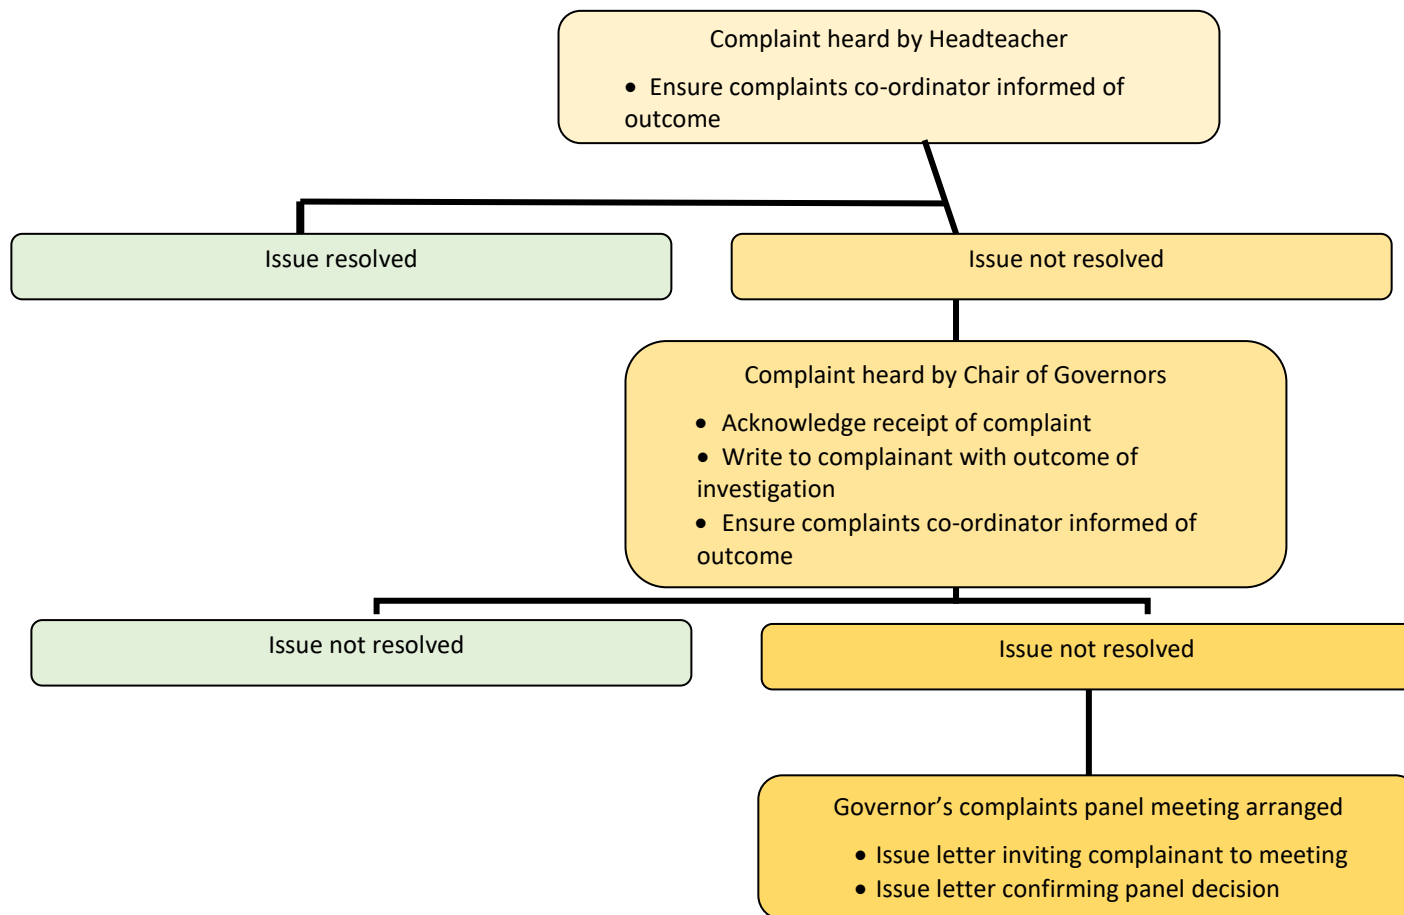 Complaint heard by Headteacher
• Ensure complaints co-ordinator informed of
outcome
Issue resolved
Issue not resolved
Complaint heard by Chair of Governors
• Acknowledge receipt of complaint
• Write to complainant with outcome of
investigation
• Ensure complaints co-ordinator informed of
outcome
Issue not resolved
Issue not resolved
Governor’s complaints panel meeting arranged
• Issue letter inviting complainant to meeting
• Issue letter confirming panel decision